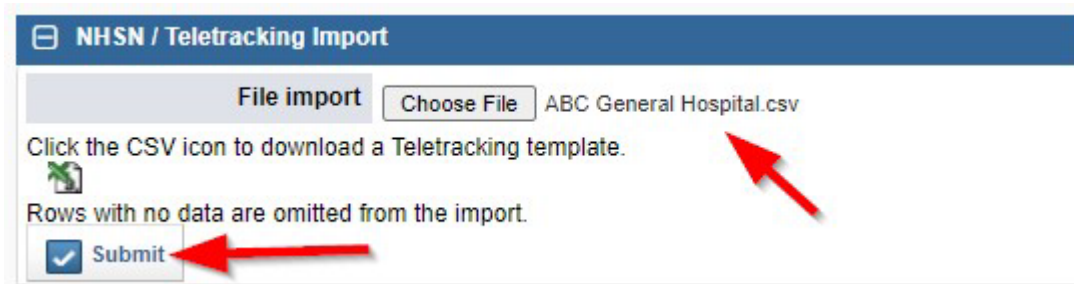 NHSN / Teletracking Import
File import Choose File ABC General Hospital.csv
Click the CSV icon to download a Teletracking template.
Rows with no data are omitted from the import.
Submit